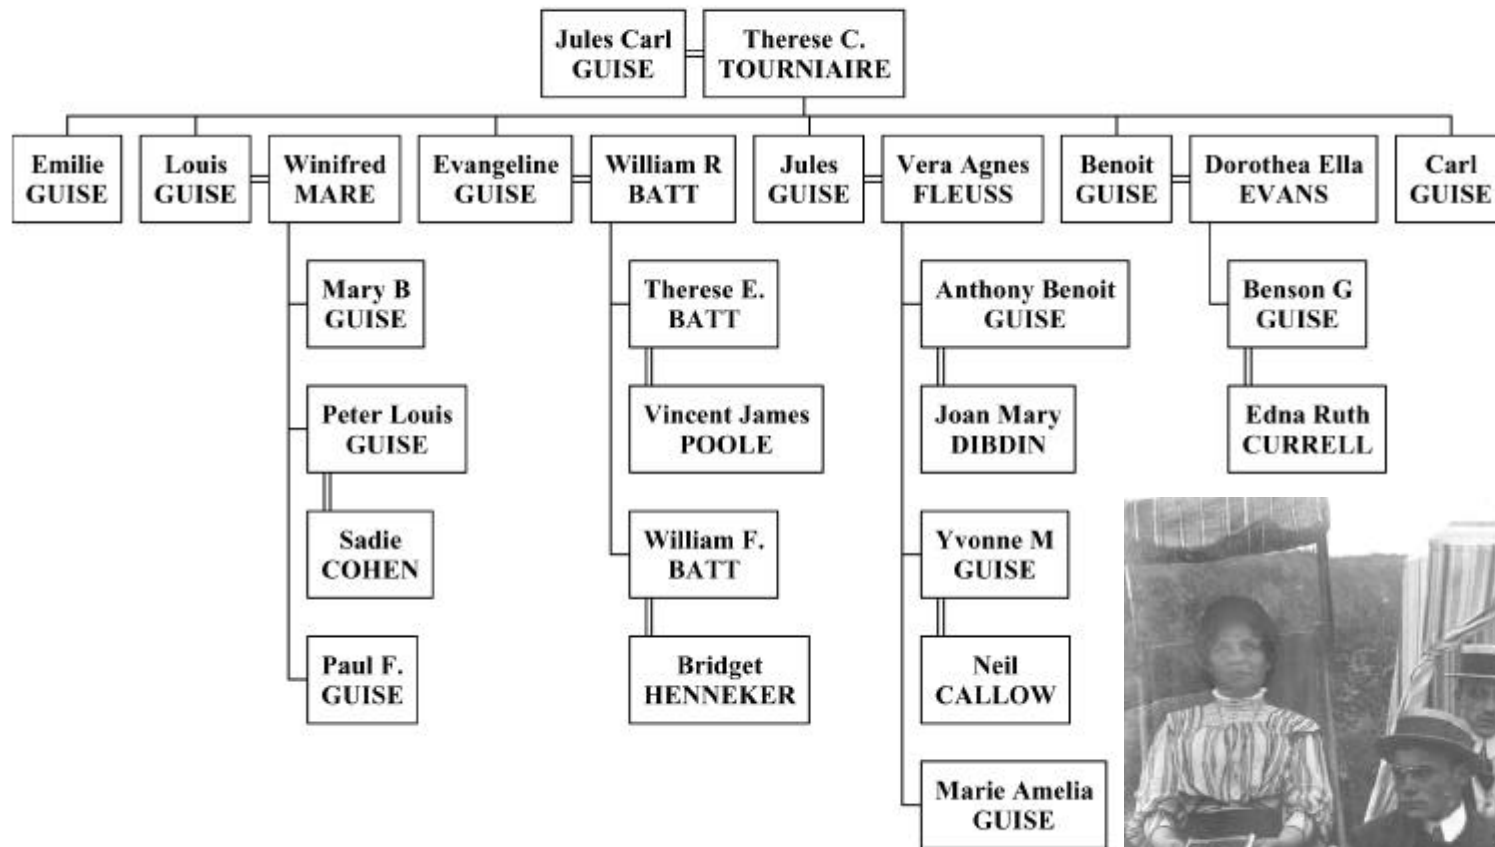 Jules Carl
GUISE
Therese C.
TOURNIAIRE
Emilie
GUISE
Louis
GUISE
Winifred
MARE
Evangeline
GUISE
William R
BATT
Jules
GUISE
Vera Agnes
FLEUSS
Benoit
GUISE
Dorothea Ella
EVANS
Carl
GUISE
Mary B
GUISE
Peter Louis
GUISE
Sadie
COHEN
Paul F.
GUISE
Therese E.
BATT
Vincent James
POOLE
William F.
BATT
Bridget
HENNEKER
Anthony Benoit
GUISE
Joan Mary
DIBDIN
Yvonne M
GUISE
Neil
CALLOW
Marie Amelia
GUISE
Benson G
GUISE
Edna Ruth
CURRELL